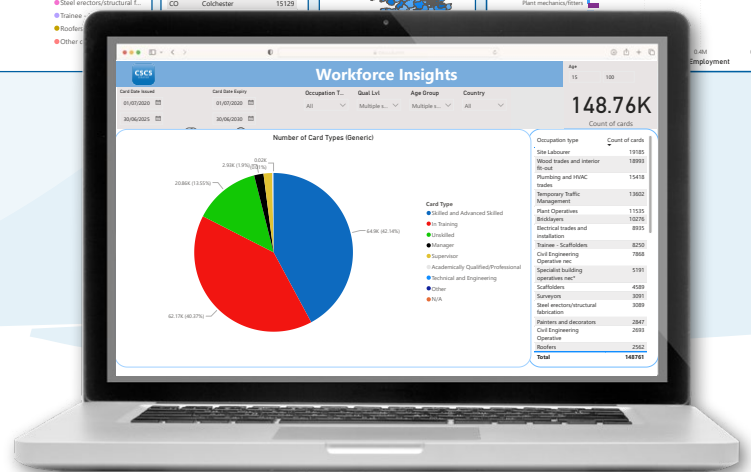 Steel erectors/structural f...
CO Colchester 15129
Plant mechanics/fitters
Trainee -
Roofers
Other c
0.4M
Employment
CSCS
Workforce Insights
Age
15 100
Card Date Issued
01/07/2020
30/06/2025
Card Date Expiry
01/07/2020
30/06/2030
Occupation T...
All
Qual Lvl
Multiple s...
Age Group
Multiple s...
Country
All
148.76K
Count of cards
Number of Card Types (Generic)
0.02K
2.93K (1.9%)
20.86K (13.55%)
64.9K (42.14%)
62.17K (40.37%)
Card Type
Skilled and Advanced Skilled
In Training
Unskilled
Manager
Supervisor
Academically Qualified/Professional
Technical and Engineering
Other
N/A
Occupation type Count of cards
Site Labourer 19185
Wood trades and interior 18993
fit-out
Plumbing and HVAC 15418
trades
Temporary Traffic 13602
Management
Plant Operatives 11535
Bricklayers 10276
Electrical trades and 8935
installation
Trainee - Scaffolders 8250
Civil Engineering 7868
Operative nec
Specialist building 5191
operatives nec*
Scaffolders 4589
Surveyors 3091
Steel erectors/structural 3089
fabrication
Painters and decorators 2847
Civil Engineering 2693
Operative
Roofers 2562
Total 148761